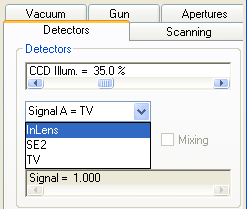 Vacuum Gun Apertures
Detectors Scanning
Detectors
CCD Illum. = 35.0 %
Signal A = TV
InLens
SE2
TV
Mixing
Signal = 1.000